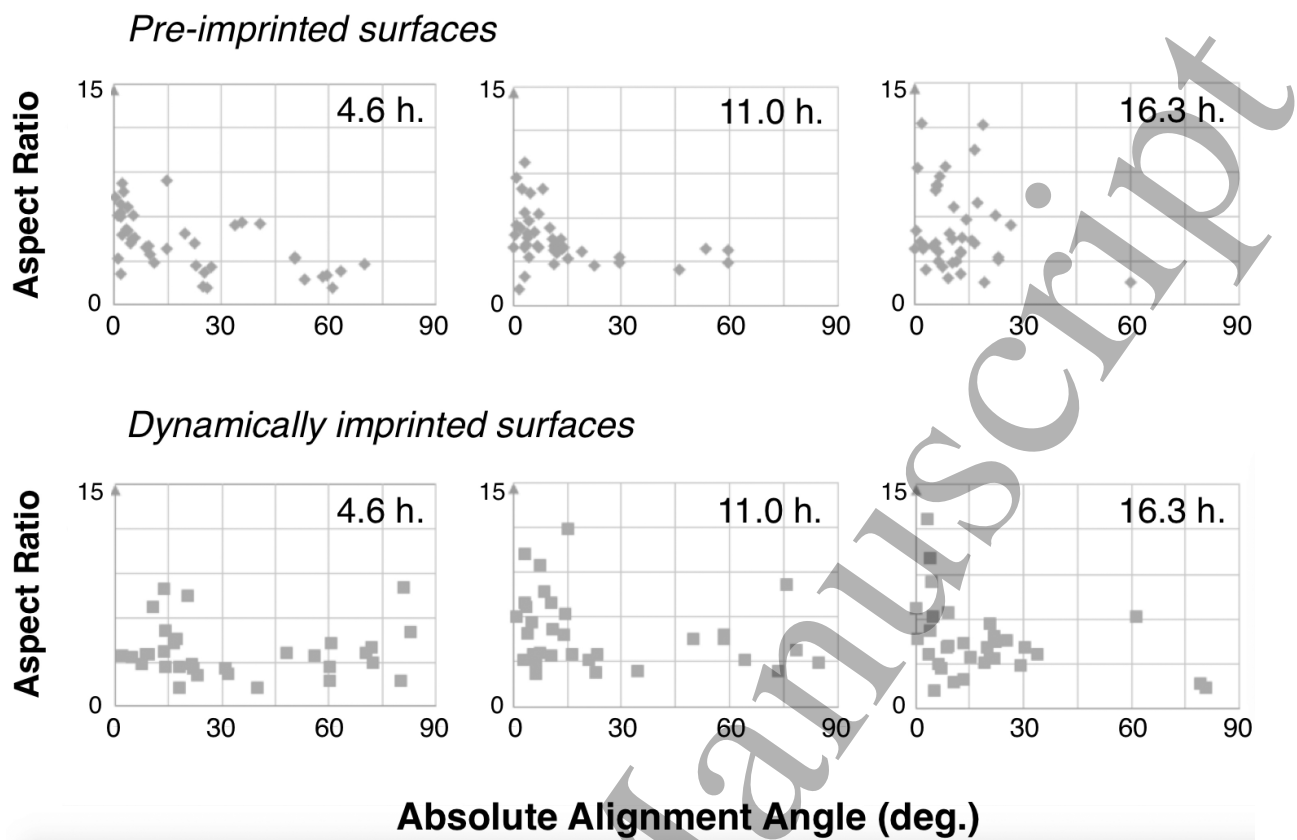 Pre-imprinted surfaces
Aspect Ratio
15
0
4.6 h.
0 30 60 90
15
0
11.0 h.
0 30 60 90
15
0
16.3 h.
0 30 60 90
Dynamically imprinted surfaces
Aspect Ratio
15
0
4.6 h.
0 30 60 90
15
0
11.0 h.
0 30 60 90
15
0
16.3 h.
0 30 60 90
Absolute Alignment Angle (deg.)
anuscript